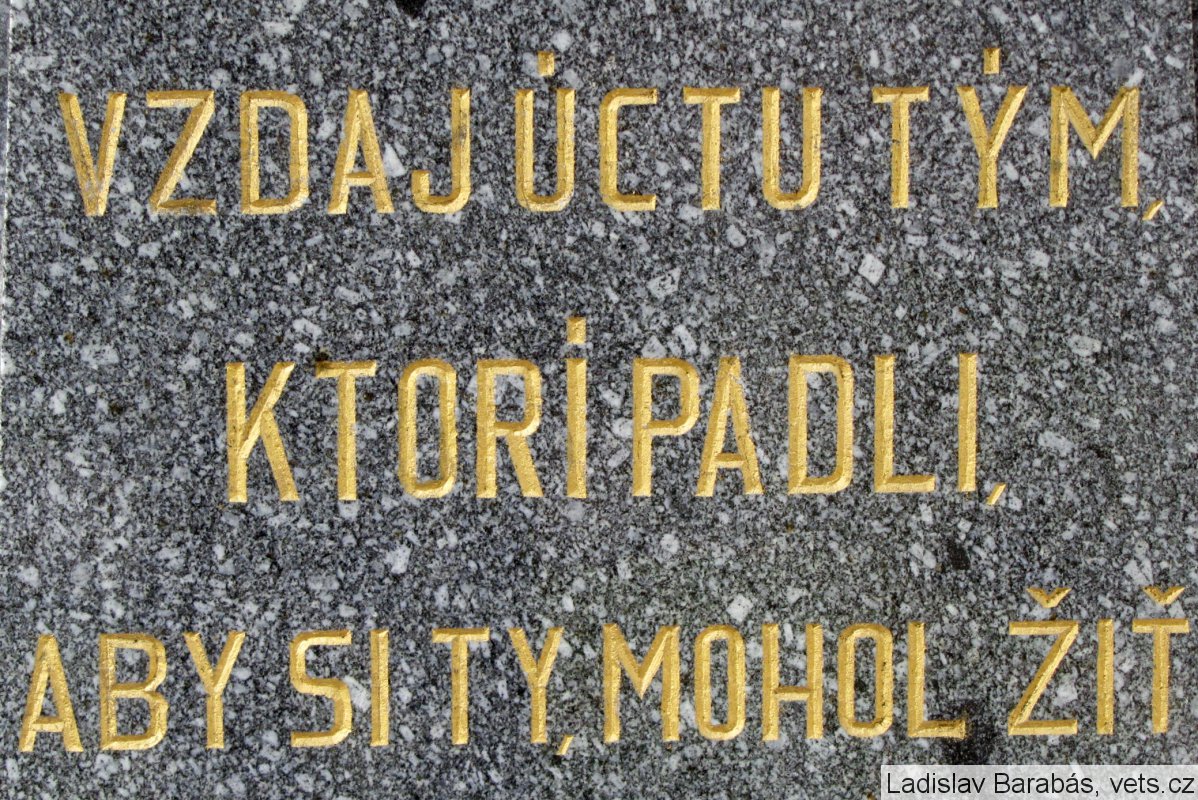 VZDAJ ÚCTU TÝM,
KTORÍ PADLI,
ABY SI TY, MOHOL ŽIŤ
Ladislav Barabás, vets.cz